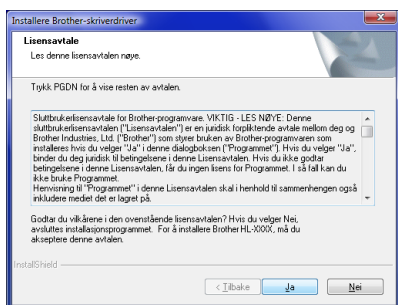 Installere Brother-skriverdriver
Lisensavtale
Les denne lisensavtalen nøye.
Trykk PGDN for å vise resten av avtalen.
Sluttbrukerlisensavtale for Brother-programvare. VIKTIG - LES NØYE: Denne
sluttbrukerlisensavtalen ("Lisensavtalen") er en juridisk forpliktende avtale mellom deg og
Brother Industries, Ltd. ("Brother") som styrer bruken av Brother-programvaren som
installeres hvis du velger "Ja" i denne dialogboksen ("Programmet"). Hvis du velger "Ja",
binder du deg juridisk til betingelsene i denne Lisensavtalen. Hvis du ikke godtar
betingelsene i denne Lisensavtalen, får du ingen lisens for Programmet. I så fall kan du
ikke bruke Programmet.
Henvisning til "Programmet" i denne Lisensavtalen skal i henhold til sammenhengen også
inkludere mediet det er lagret på.
Godtar du vilkårene i den ovenstående lisensavtalen? Hvis du velger Nei,
avsluttes installasjonsprogrammet. For å installere Brother HL-XXXX, må du
akseptere denne avtalen.
InstallShield
< Tilbake
Ja
Nei